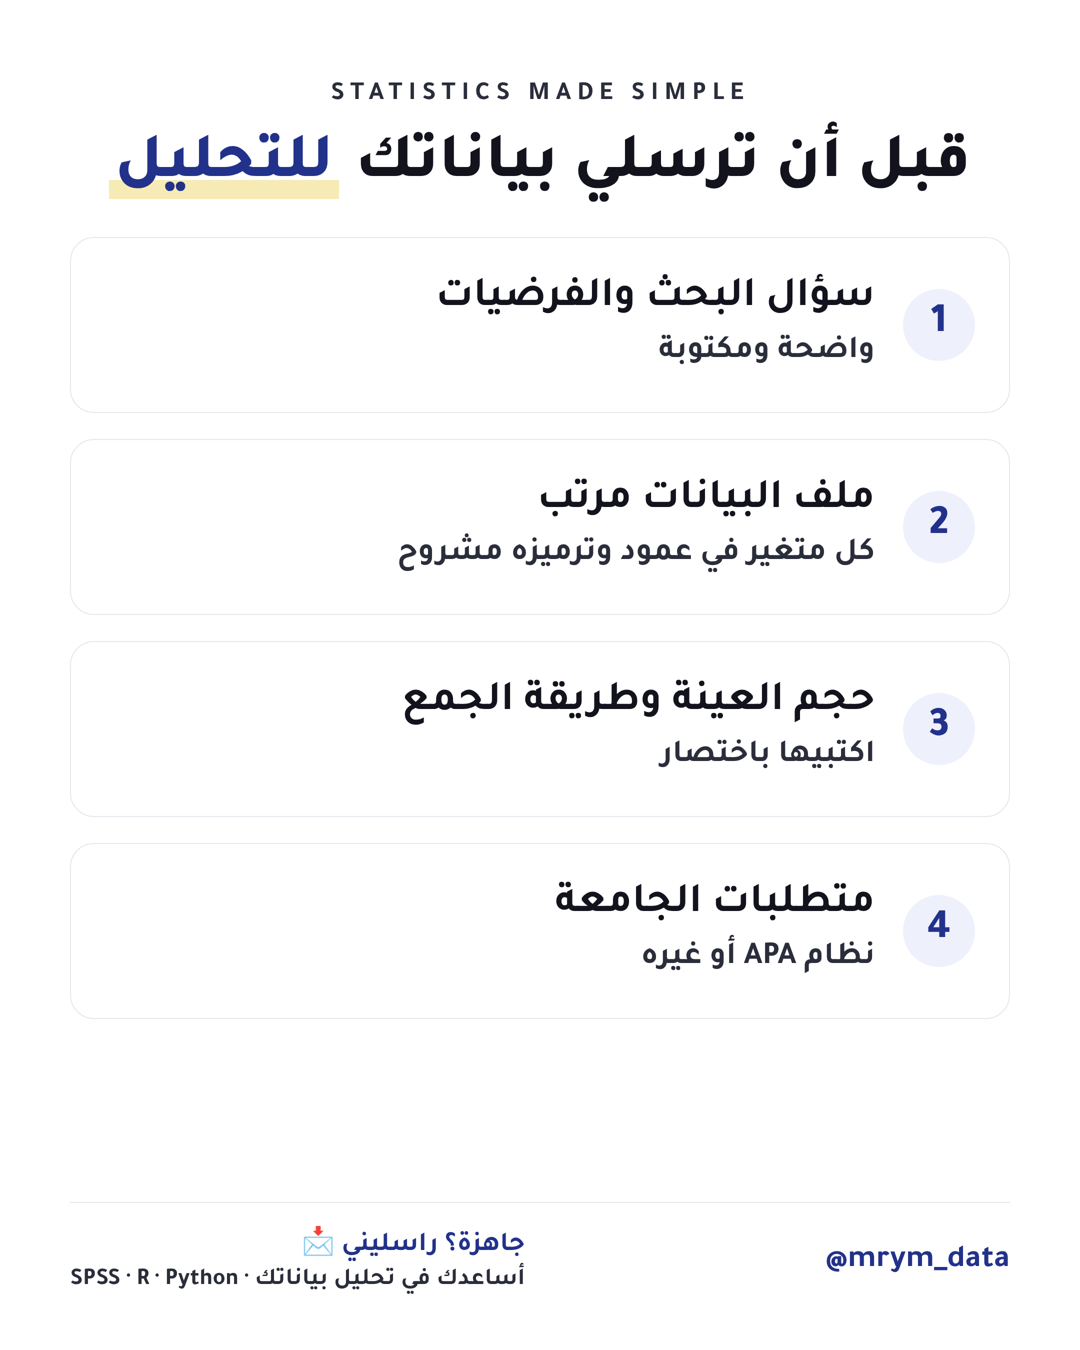 STATISTICS MADE SIMPLE
قبل أن ترسلي بياناتك للتحليل
1
سؤال البحث والفرضيات
واضحة ومكتوبة
2
ملف البيانات مرتب
كل متغير في عمود وترميزه مشروح
3
حجم العينة وطريقة الجمع
اكتبيها باختصار
4
متطلبات الجامعة
نظام APA أو غيره
@mrym_data
جاهزة؟ راسليني 📩
أساعدك في تحليل بياناتك · SPSS · R · Python